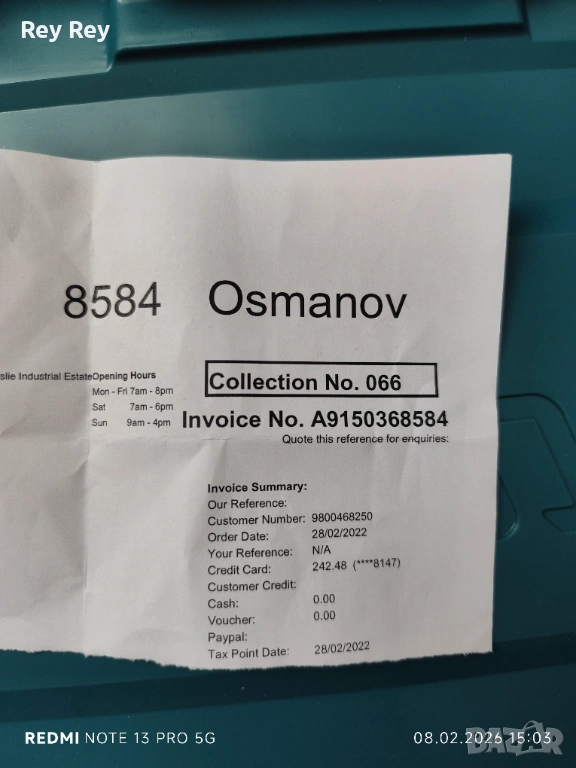 Rey Rey
8584 Osmanov
slie Industrial Estate Opening Hours
Mon - Fri 7am - 8pm
Sat 7am - 6pm
Sun 9am - 4pm
Collection No. 066
Invoice No. A9150368584
Quote this reference for enquiries:
Invoice Summary:
Our Reference:
Customer Number: 9800468250
Order Date: 28/02/2022
Your Reference: N/A
Credit Card: 242.48 (****8147)
Customer Credit:
Cash: 0.00
Voucher: 0.00
Paypal:
Tax Point Date: 28/02/2022
REDMI NOTE 13 PRO 5G
08.02.2026 15:03
BAZAR